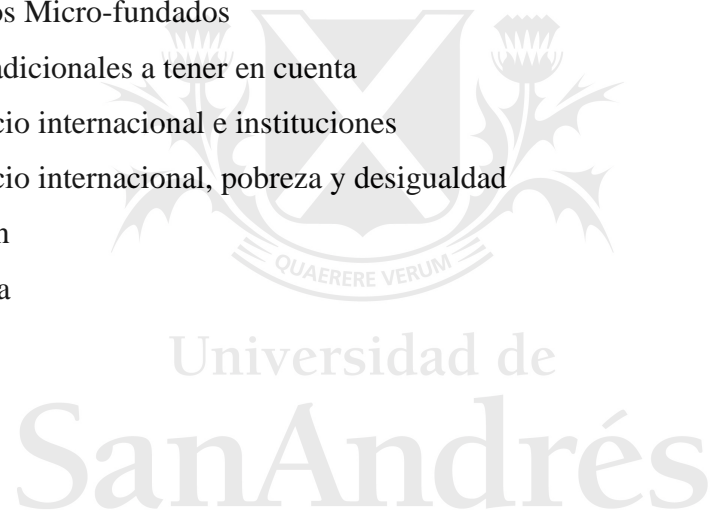 os Micro-fundados
adicionales a tener en cuenta
cio internacional e instituciones
cio internacional, pobreza y desigualdad
n
a
QUAERERE VERUM
Universidad de
SanAndrés